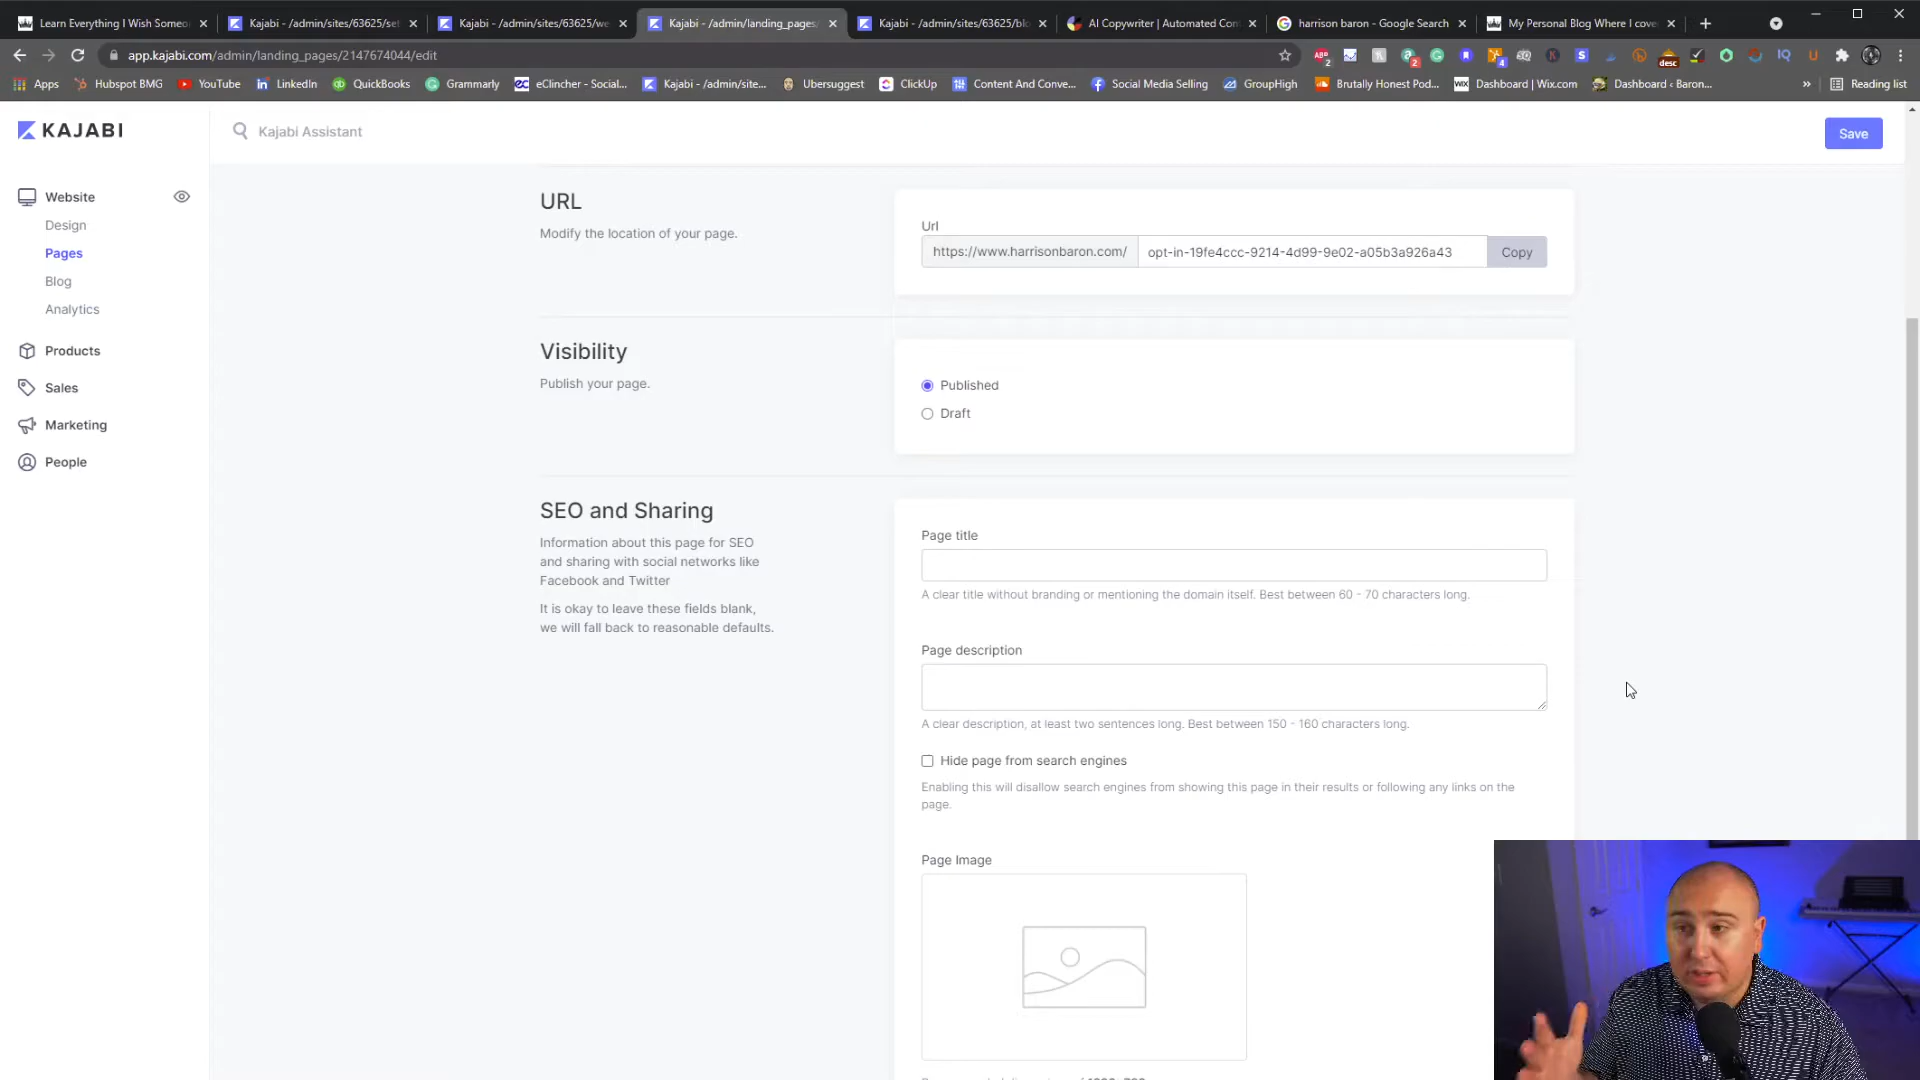 Learn Everything I Wish Someo
Kajabi - /admin/sites/63625/set
Kajabi - /admin/sites/63625/we
Kajabi - /admin/landing_pages/
Kajabi - /admin/sites/63625/blo
AI Copywriter | Automated Con
harrison baron - Google Search
My Personal Blog Where I cove
app.kajabi.com/admin/landing_pages/2147674044/edit
Apps
Hubspot BMG
YouTube
LinkedIn
QuickBooks
Grammarly
eClincher - Social...
Kajabi - /admin/site...
Ubersuggest
ClickUp
Content And Conve...
Social Media Selling
GroupHigh
Brutally Honest Pod...
Dashboard | Wix.com
Dashboard ‹ Baron...
Reading list
KAJABI
Kajabi Assistant
Save
Website
Design
Pages
Blog
Analytics
Products
Sales
Marketing
People
URL
Modify the location of your page.
Url
https://www.harrisonbaron.com/ opt-in-19fe4ccc-9214-4d99-9e02-a05b3a926a43 Copy
Visibility
Publish your page.
Published
Draft
SEO and Sharing
Information about this page for SEO
and sharing with social networks like
Facebook and Twitter
It is okay to leave these fields blank,
we will fall back to reasonable defaults.
Page title
A clear title without branding or mentioning the domain itself. Best between 60 - 70 characters long.
Page description
A clear description, at least two sentences long. Best between 150 - 160 characters long.
Hide page from search engines
Enabling this will disallow search engines from showing this page in their results or following any links on the
page.
Page Image